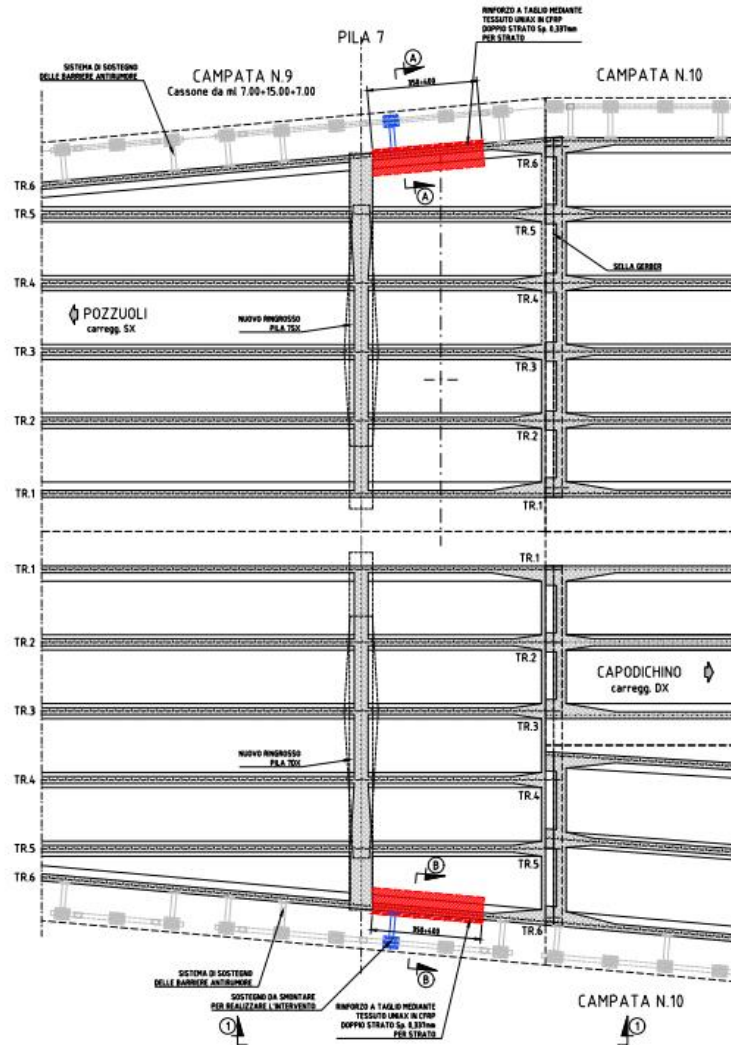 RINFORZO A TAGLIO MEDIANTE
TESSUTO UNIAX IN CFRP
DOPPIO STRATO Sp. 0,337mm
PER STRATO
PILA 7
A
SISTEMA DI SOSTEGNO
DELLE BARRIERE ANTIRUMORE
CAMPATA N.9
Cassone da ml 7.00+15.00+7.00
350÷400
CAMPATA N.10
TR.6
TR.6
A
TR.5
TR.5
SELLA GERBER
TR.4
TR.4
POZZUOLI
carregg. SX
NUOVO RINGROSSO
PILA 7SX
TR.3
TR.3
TR.2
TR.2
TR.1
TR.1
TR.1
TR.1
TR.2
TR.2
CAPODICHINO
carregg. DX
TR.3
TR.3
NUOVO RINGROSSO
PILA 7DX
TR.4
TR.4
TR.5
TR.5
B
TR.6
TR.6
350÷400
SISTEMA DI SOSTEGNO
DELLE BARRIERE ANTIRUMORE
B
SOSTEGNO DA SMONTARE
PER REALIZZARE L'INTERVENTO
RINFORZO A TAGLIO MEDIANTE
TESSUTO UNIAX IN CFRP
DOPPIO STRATO Sp. 0,337mm
PER STRATO
CAMPATA N.10
1
1